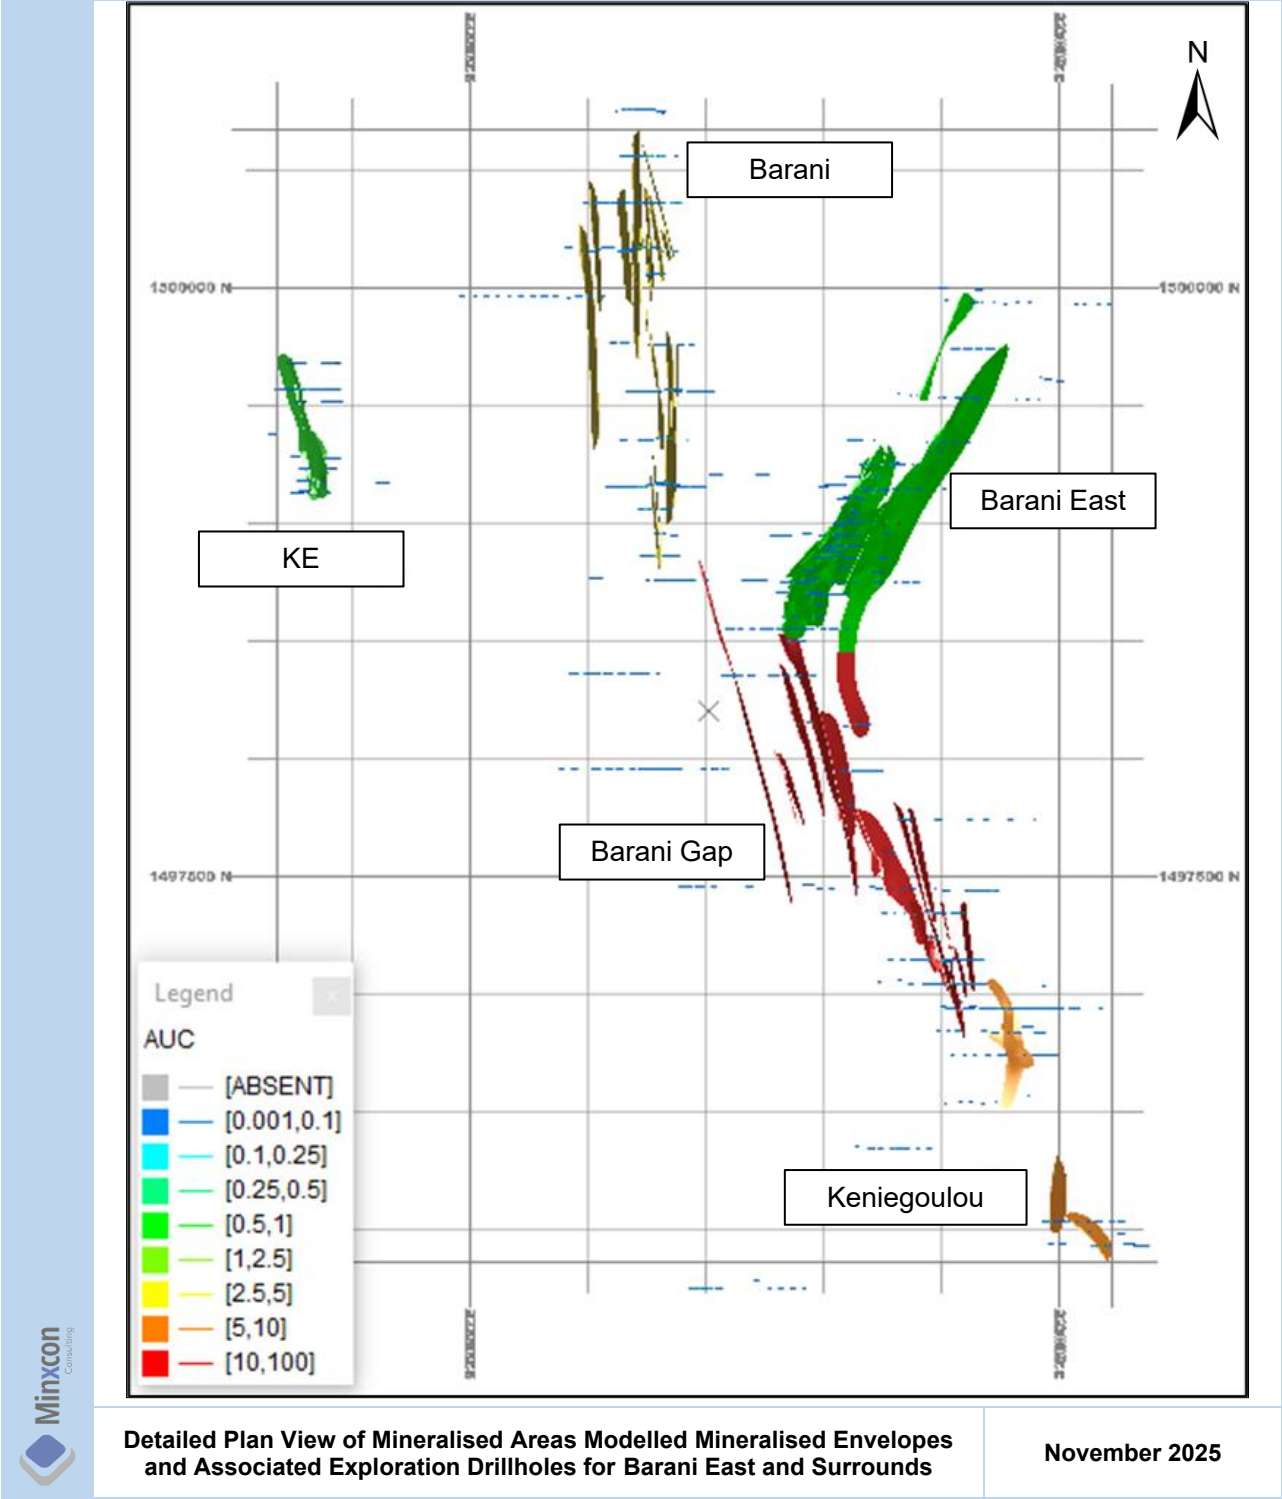 N
Barani
1500000 N
1500000 N
Barani East
KE
Barani Gap
1497500 N
1497500 N
Legend
AUC
[ABSENT]
[0.001,0.1]
[0.1,0.25]
[0.25,0.5]
[0.5,1]
[1,2.5]
[2.5,5]
[5,10]
[10,100]
Keniegoulou
Minxcon
Consulting
Detailed Plan View of Mineralised Areas Modelled Mineralised Envelopes
and Associated Exploration Drillholes for Barani East and Surrounds
November 2025